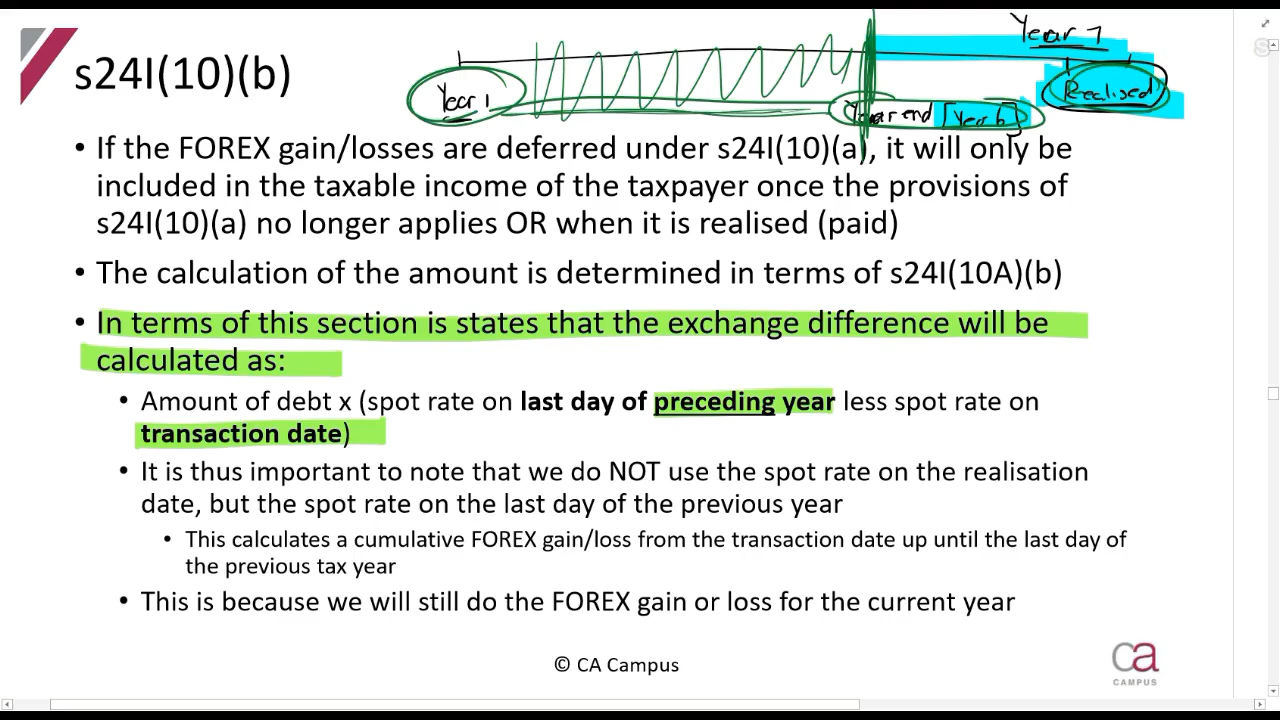 Year 7
s24I(10)(b)
Year 1
Year end [Year 6]
Realised
• If the FOREX gain/losses are deferred under s24I(10)(a), it will only be
included in the taxable income of the taxpayer once the provisions of
s24I(10)(a) no longer applies OR when it is realised (paid)
• The calculation of the amount is determined in terms of s24I(10A)(b)
• In terms of this section is states that the exchange difference will be
calculated as:
• Amount of debt x (spot rate on last day of preceding year less spot rate on
transaction date)
• It is thus important to note that we do NOT use the spot rate on the realisation
date, but the spot rate on the last day of the previous year
• This calculates a cumulative FOREX gain/loss from the transaction date up until the last day of
the previous tax year
• This is because we will still do the FOREX gain or loss for the current year
© CA Campus
ca
CAMPUS